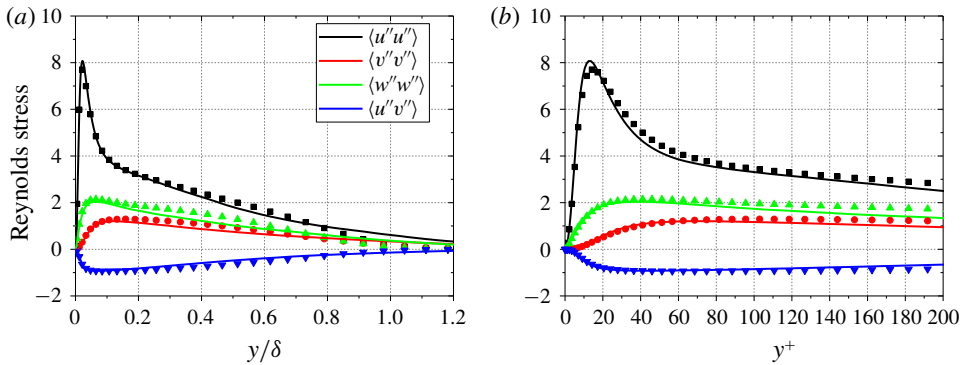 (a)
10
8
6
4
2
0
−2
Reynolds stress
⟨u″u″⟩
⟨v″v″⟩
⟨w″w″⟩
⟨u″v″⟩
0 0.2 0.4 0.6 0.8 1.0 1.2
y/δ
(b)
10
8
6
4
2
0
−2
0 20 40 60 80 100 120 140 160 180 200
y⁺